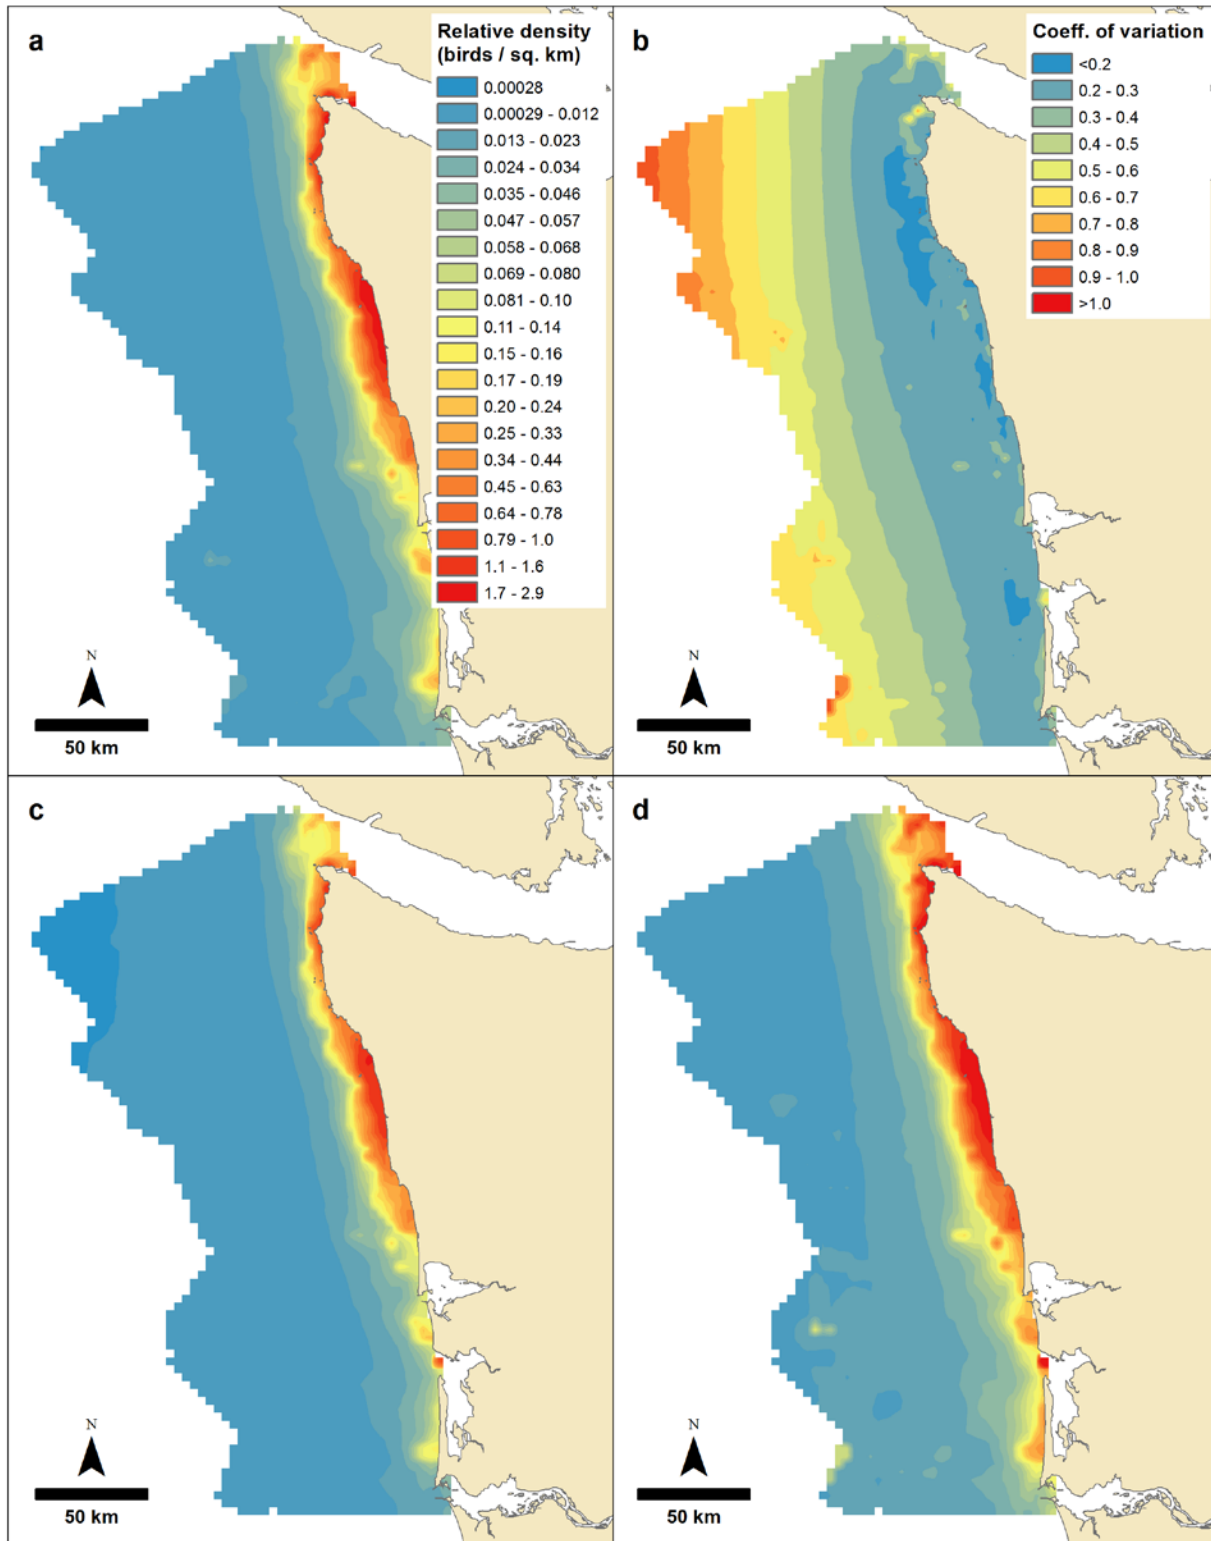 a
Relative density
(birds / sq. km)
0.00028
0.00029 - 0.012
0.013 - 0.023
0.024 - 0.034
0.035 - 0.046
0.047 - 0.057
0.058 - 0.068
0.069 - 0.080
0.081 - 0.10
0.11 - 0.14
0.15 - 0.16
0.17 - 0.19
0.20 - 0.24
0.25 - 0.33
0.34 - 0.44
0.45 - 0.63
0.64 - 0.78
0.79 - 1.0
1.1 - 1.6
1.7 - 2.9
N
50 km
b
Coeff. of variation
<0.2
0.2 - 0.3
0.3 - 0.4
0.4 - 0.5
0.5 - 0.6
0.6 - 0.7
0.7 - 0.8
0.8 - 0.9
0.9 - 1.0
>1.0
N
50 km
c
N
50 km
d
N
50 km